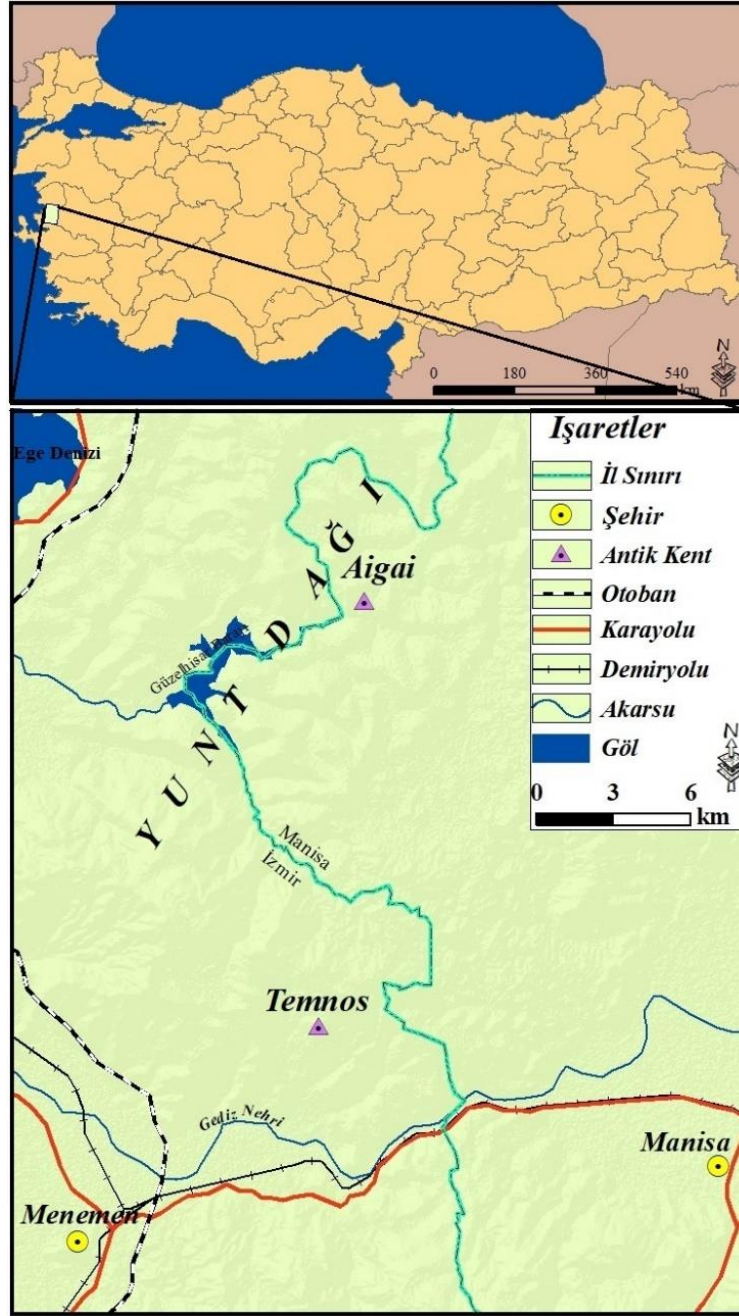 0 180 360 540
km
N
Ege Denizi
Işaretler
İl Sınırı
Şehir
Antik Kent
Otoban
Karayolu
Demiryolu
Akarsu
Göl
N
0 3 6
km
YUNT DAĞI
Aigai
Güzelhisar
Manisa
İzmir
Temnos
Gediz Nehri
Manisa
Menemen